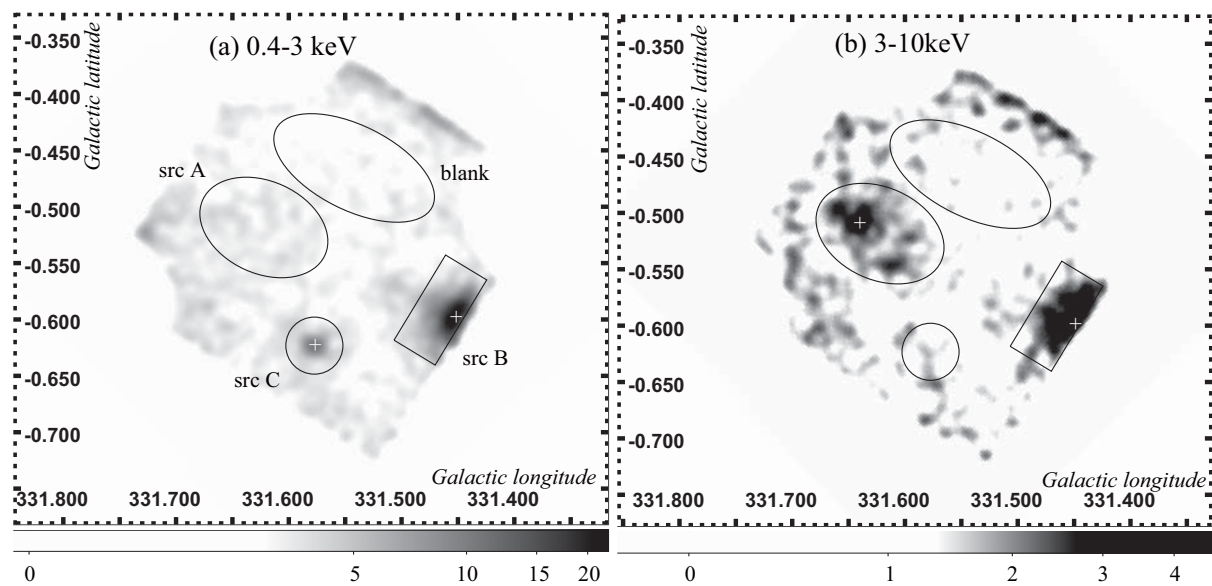 (a) 0.4-3 keV
Galactic latitude
-0.350
-0.400
-0.450
-0.500
-0.550
-0.600
-0.650
-0.700
src A
blank
src B
src C
Galactic longitude
331.800 331.700 331.600 331.500 331.400
0 5 10 15 20
(b) 3-10keV
Galactic latitude
-0.350
-0.400
-0.450
-0.500
-0.550
-0.600
-0.650
-0.700
Galactic longitude
331.800 331.700 331.600 331.500 331.400
0 1 2 3 4